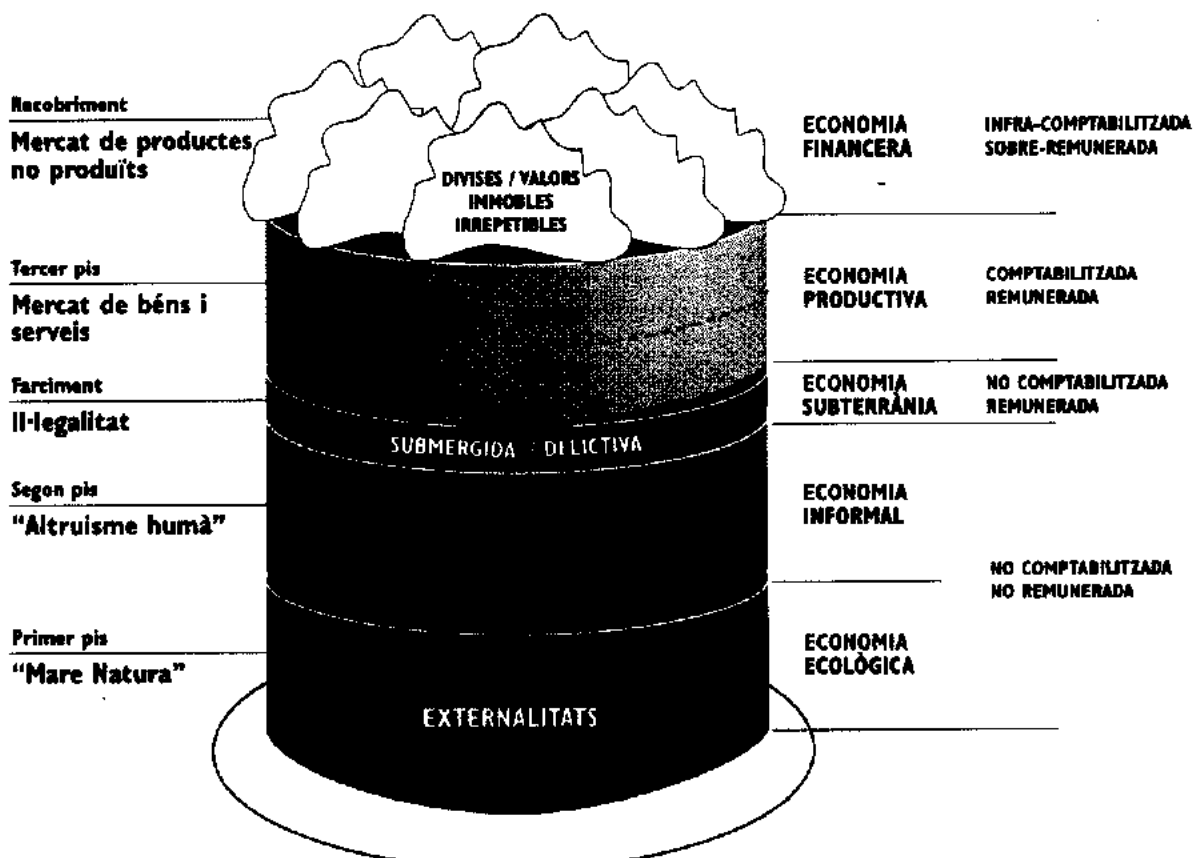 Recobriment
Mercat de productes
no produïts
DIVISES / VALORS
IMMOBLES
IRREPETIBLES
ECONOMIA
FINANCERA
INFRA-COMPTABILITZADA
SOBRE-REMUNERADA
Tercer pis
Mercat de béns i
serveis
ECONOMIA
PRODUCTIVA
COMPTABILITZADA
REMUNERADA
Farciment
Il·legalitat
SUBMERGIDA / DELICTIVA
ECONOMIA
SUBTERRÀNIA
NO COMPTABILITZADA
REMUNERADA
Segon pis
“Altruisme humà”
ECONOMIA
INFORMAL
NO COMPTABILITZADA
NO REMUNERADA
Primer pis
“Mare Natura”
EXTERNALITATS
ECONOMIA
ECOLÒGICA